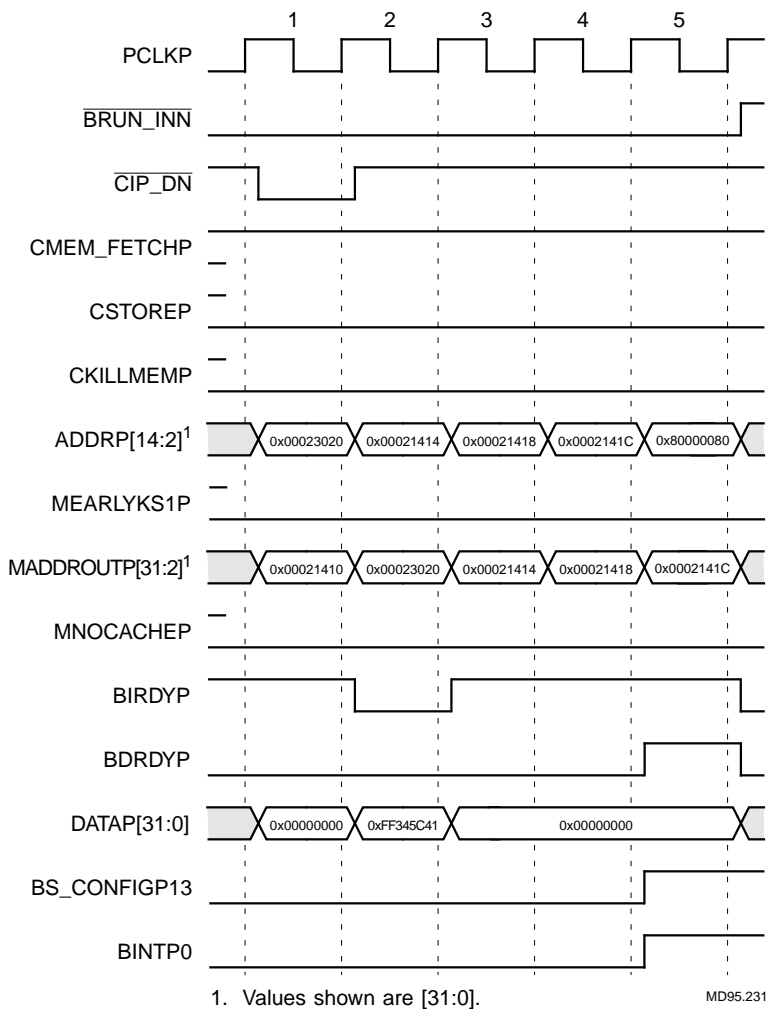 1 2 3 4 5
PCLKP
BRUN_INN
CIP_DN
CMEM_FETCHP
CSTOREP
CKILLMEMP
ADDRP[14:2]1 0x00023020 0x00021414 0x00021418 0x0002141C 0x80000080
MEARLYKS1P
MADDROUTP[31:2]1 0x00021410 0x00023020 0x00021414 0x00021418 0x0002141C
MNOCACHEP
BIRDYP
BDRDYP
DATAP[31:0] 0x00000000 0xFF345C41 0x00000000
BS_CONFIGP13
BINTP0
1. Values shown are [31:0]. MD95.231